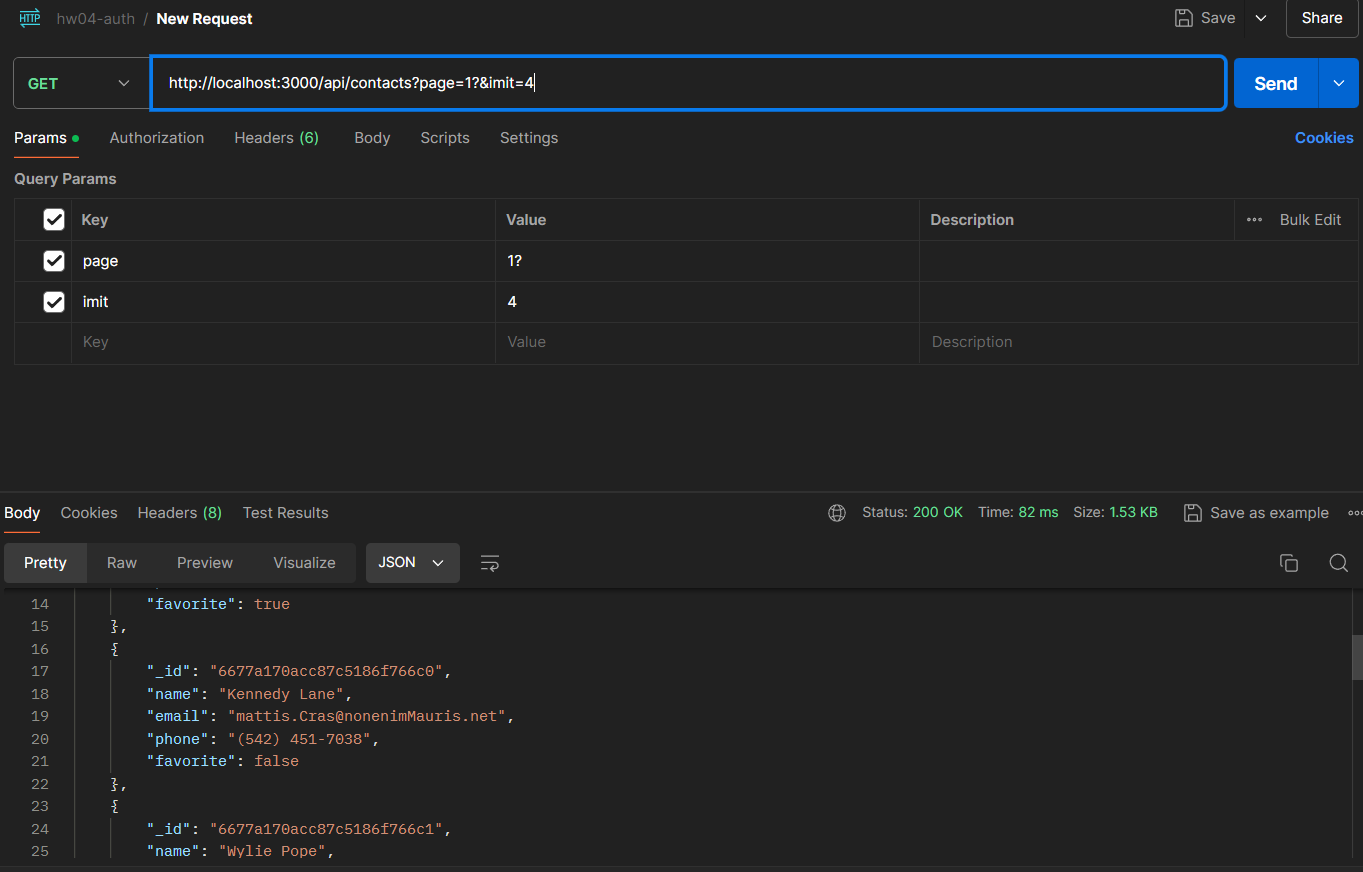 HTTP hw04-auth / New Request Save Share
GET http://localhost:3000/api/contacts?page=1?&imit=4 Send
Params Authorization Headers (6) Body Scripts Settings Cookies
Query Params
Key Value Description ••• Bulk Edit
page 1?
imit 4
Key Value Description
Body Cookies Headers (8) Test Results Status: 200 OK Time: 82 ms Size: 1.53 KB Save as example
Pretty Raw Preview Visualize JSON
14 "favorite": true
15 },
16 {
17 "_id": "6677a170acc87c5186f766c0",
18 "name": "Kennedy Lane",
19 "email": "mattis.Cras@nonenimMauris.net",
20 "phone": "(542) 451-7038",
21 "favorite": false
22 },
23 {
24 "_id": "6677a170acc87c5186f766c1",
25 "name": "Wylie Pope",